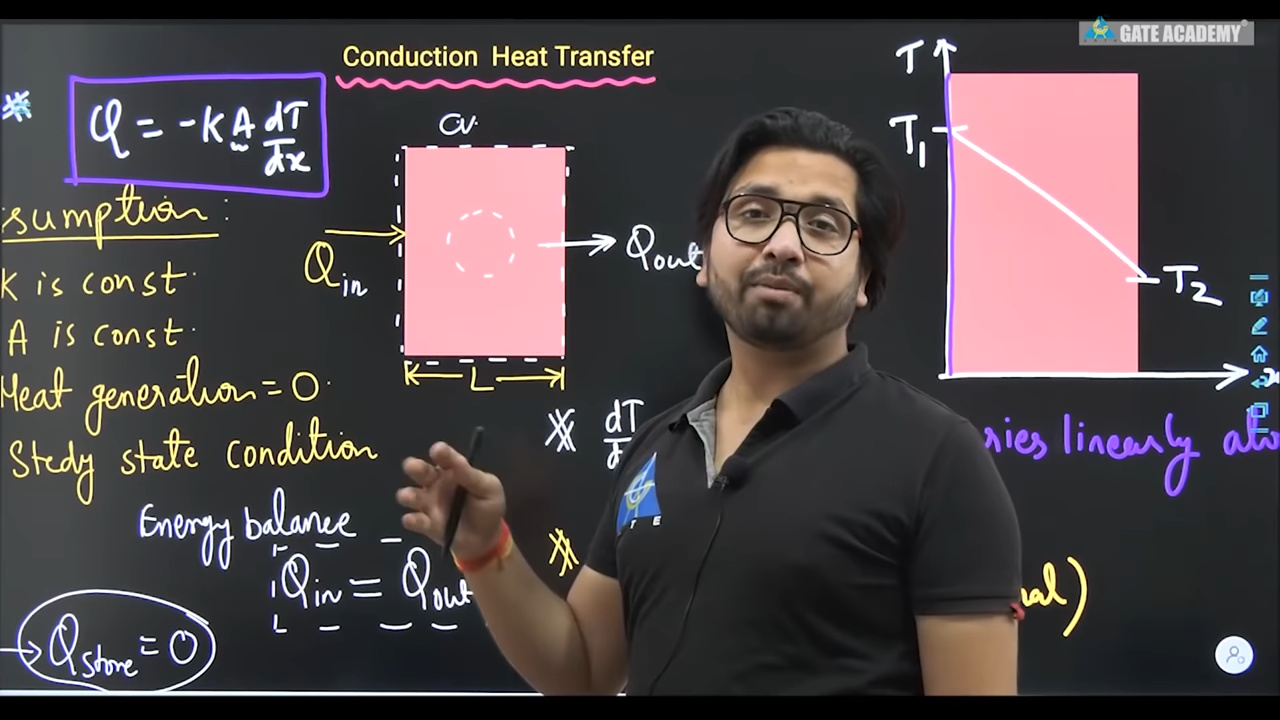 GATE ACADEMY
Conduction Heat Transfer
Q = -KA dT/dx
sumption :
K is const.
A is const.
Heat generation = 0.
Stedy state condition
Energy balance
Qin = Qout
Qstore = 0
CV.
Qin
Qout
L
T
T1
T2
x
dT
ries linearly